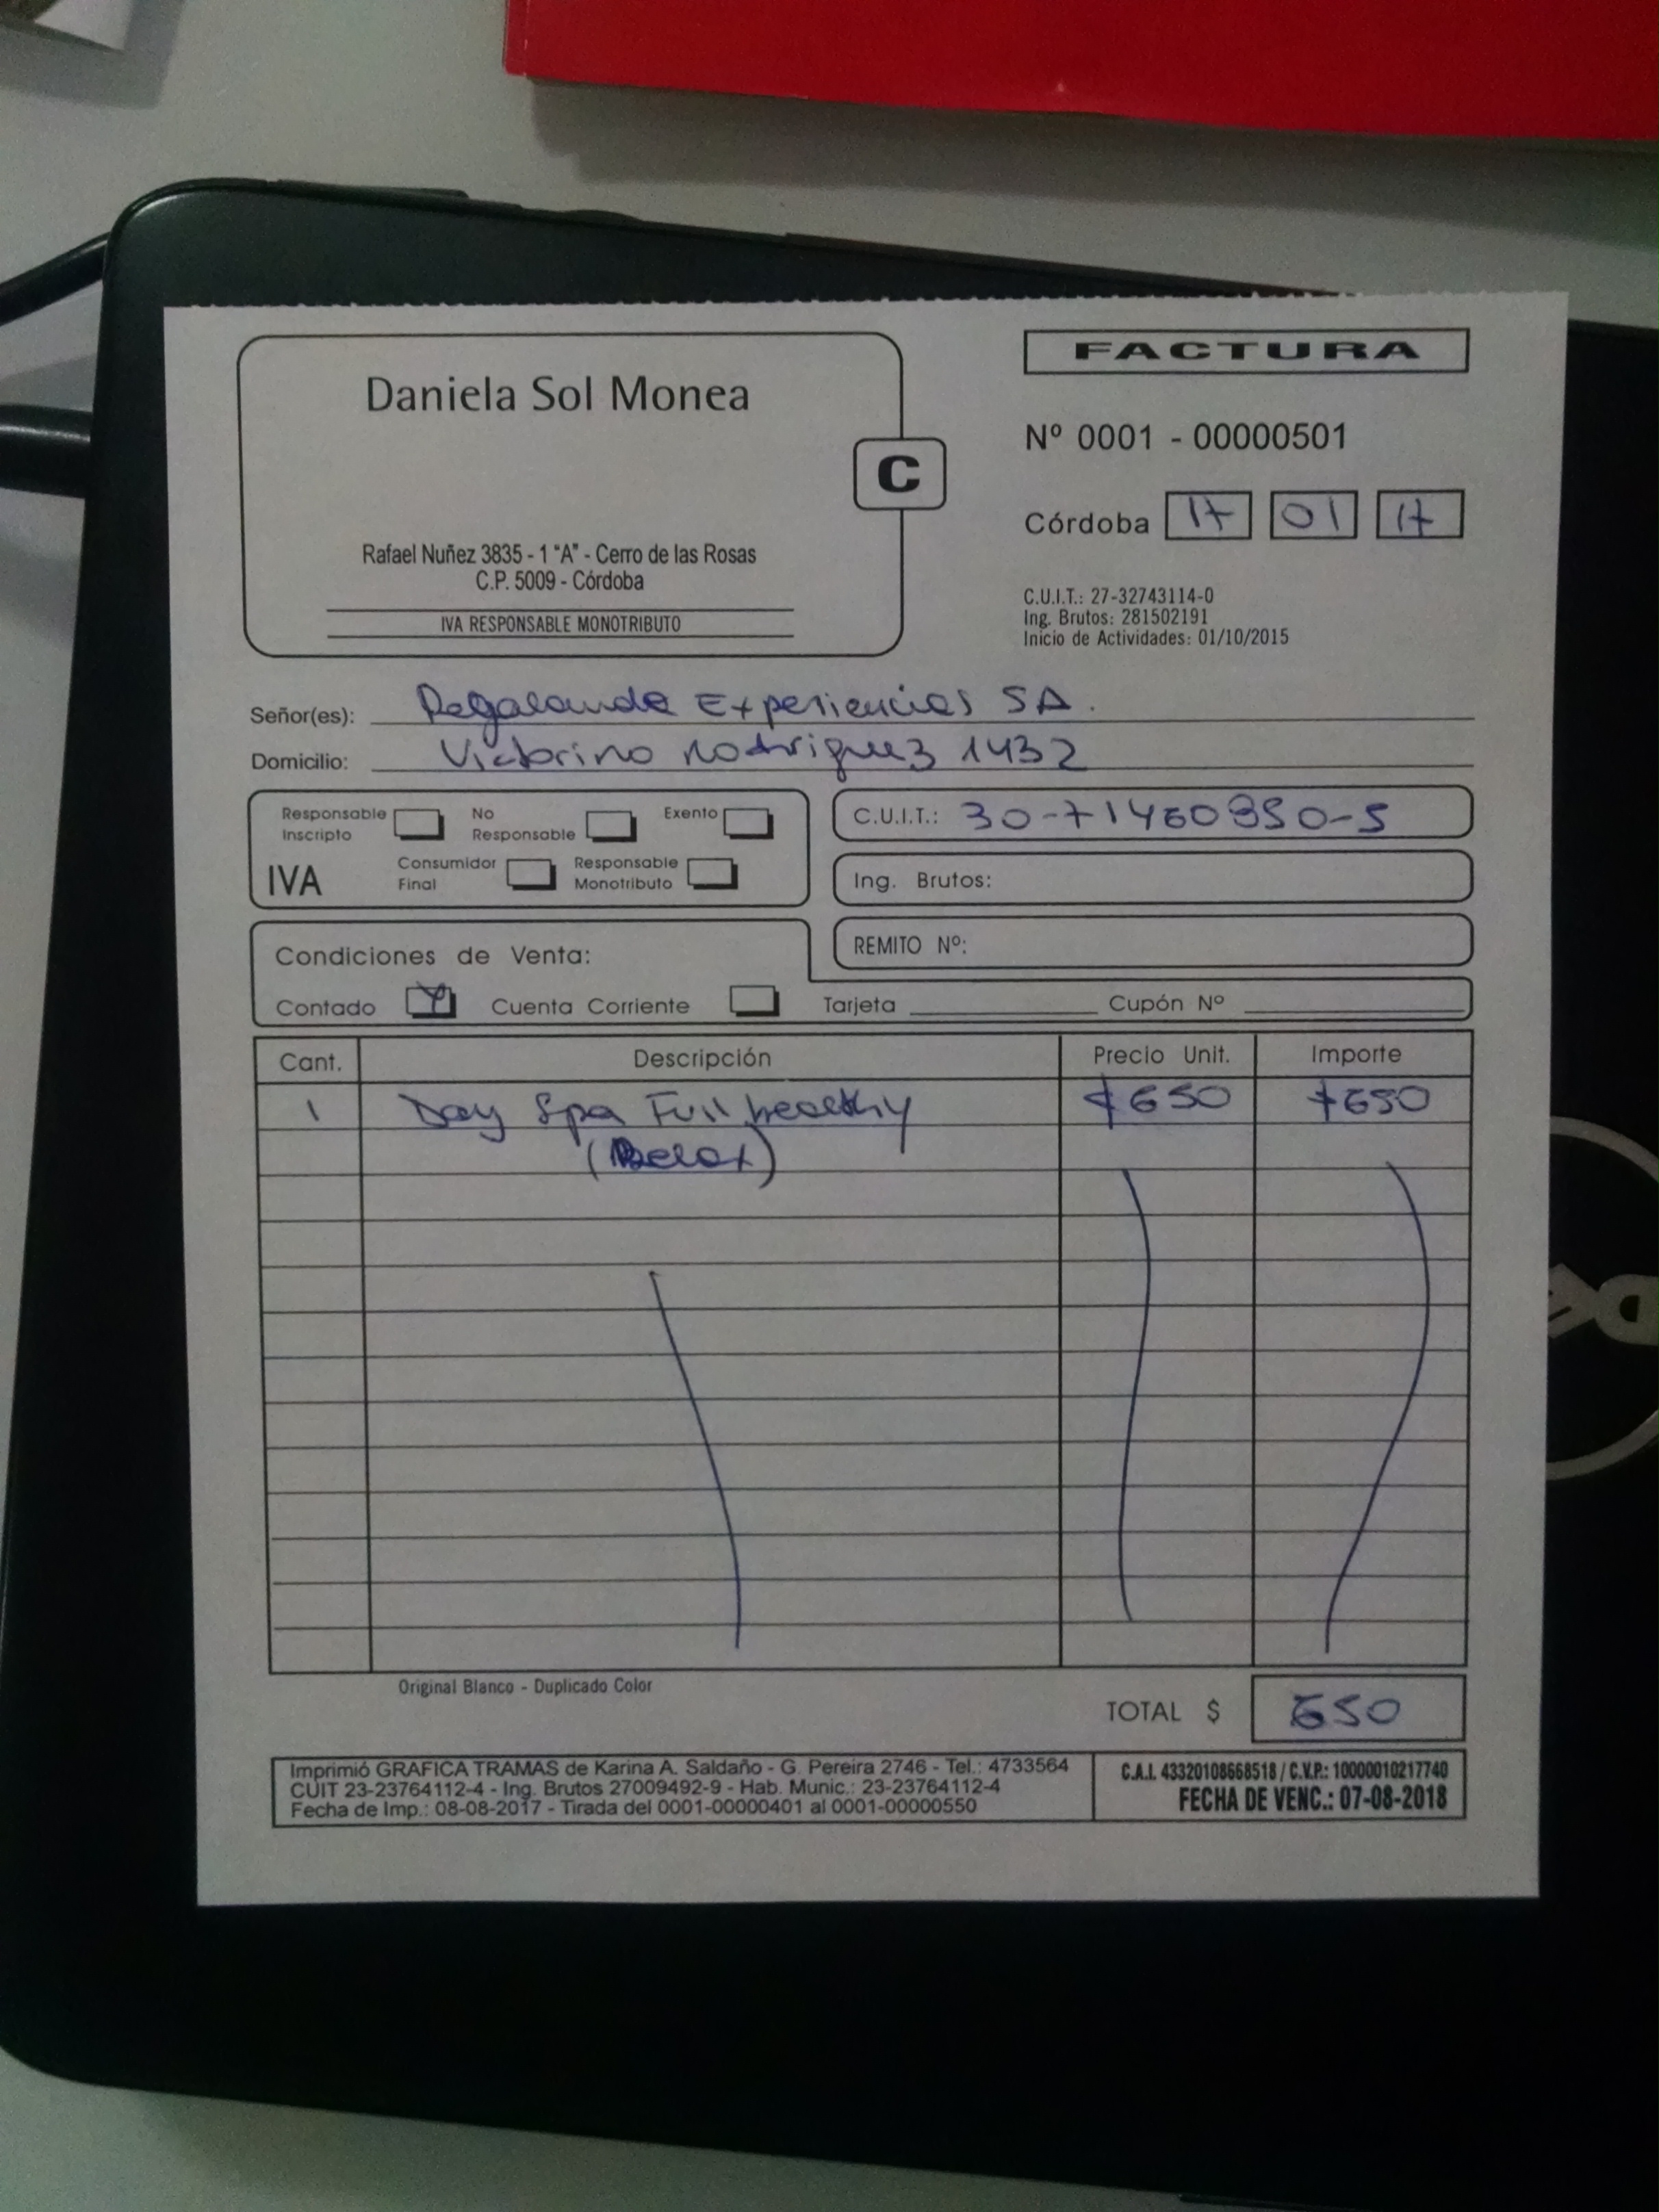 FACTURA
Daniela Sol Monea
C
Nº 0001 - 00000501
Córdoba 17 01 17
Rafael Nuñez 3835 - 1 "A" - Cerro de las Rosas
C.P. 5009 - Córdoba
IVA RESPONSABLE MONOTRIBUTO
C.U.I.T.: 27-32743114-0
Ing. Brutos: 281502191
Inicio de Actividades: 01/10/2015
Señor(es): Regalando Experiencias SA.
Domicilio: Victorino Rodriguez 1432
Responsable Inscripto No Responsable Exento
IVA Consumidor Final Responsable Monotributo
C.U.I.T.: 30-71460950-5
Ing. Brutos:
REMITO Nº:
Condiciones de Venta:
Contado Cuenta Corriente Tarjeta Cupón Nº
Cant. Descripción Precio Unit. Importe
1 Day Spa Full healthy $650 $650
(Relax)
Original Blanco - Duplicado Color
TOTAL $ 650
Imprimió GRAFICA TRAMAS de Karina A. Saldaño - G. Pereira 2746 - Tel.: 4733564
CUIT 23-23764112-4 - Ing. Brutos 27009492-9 - Hab. Munic.: 23-23764112-4
Fecha de Imp.: 08-08-2017 - Tirada del 0001-00000401 al 0001-00000550
C.A.I. 43320108668518 / C.V.P.: 10000010217740
FECHA DE VENC.: 07-08-2018